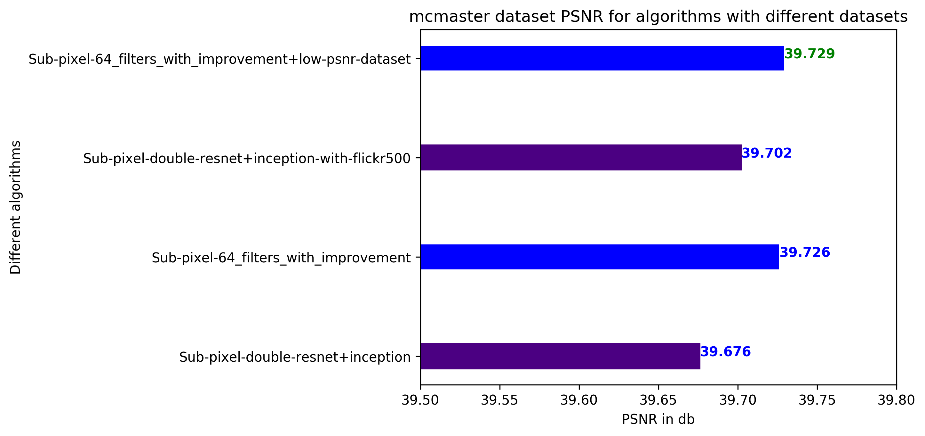 mcmaster dataset PSNR for algorithms with different datasets
Sub-pixel-64_filters_with_improvement+low-psnr-dataset
39.729
Sub-pixel-double-resnet+inception-with-flickr500
39.702
Sub-pixel-64_filters_with_improvement
39.726
Sub-pixel-double-resnet+inception
39.676
Different algorithms
39.50 39.55 39.60 39.65 39.70 39.75 39.80
PSNR in db